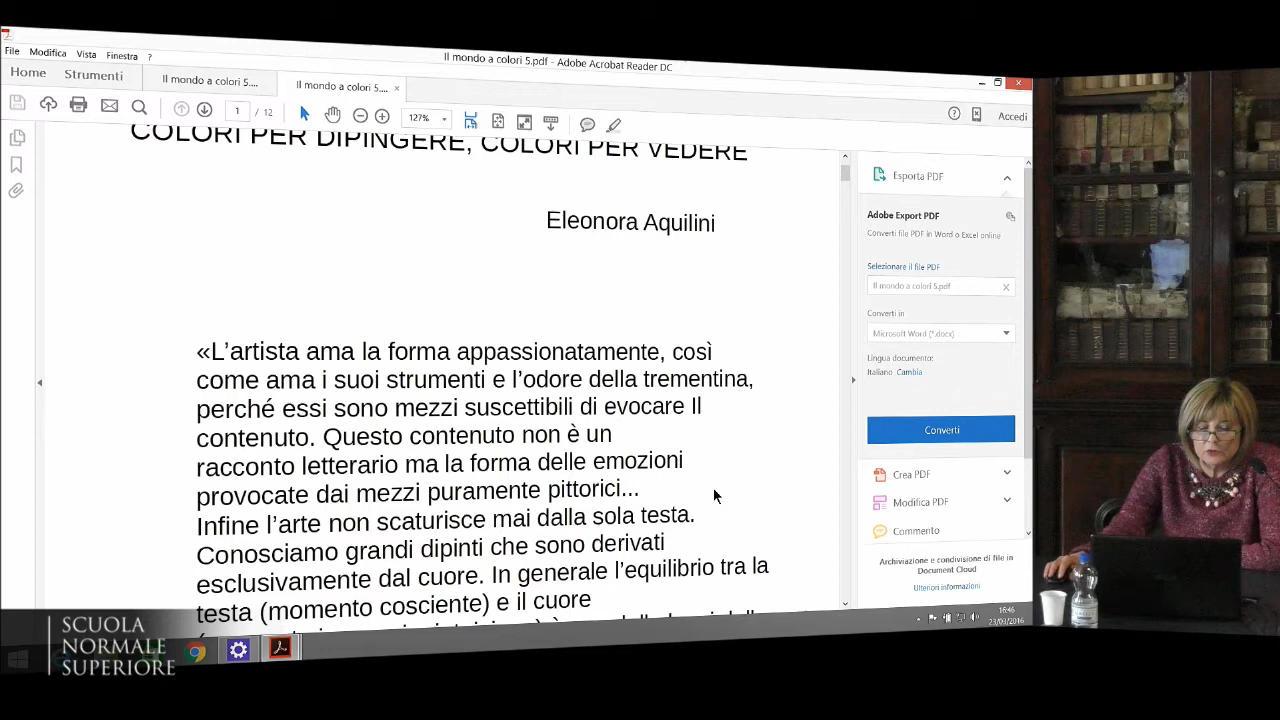 Il mondo a colori 5.pdf - Adobe Acrobat Reader DC
File Modifica Vista Finestra ?
Home Strumenti Il mondo a colori 5.... Il mondo a colori 5.... ×
1 / 12 127% Accedi
COLORI PER DIPINGERE, COLORI PER VEDERE
Eleonora Aquilini
«L’artista ama la forma appassionatamente, così
come ama i suoi strumenti e l’odore della trementina,
perché essi sono mezzi suscettibili di evocare Il
contenuto. Questo contenuto non è un
racconto letterario ma la forma delle emozioni
provocate dai mezzi puramente pittorici...
Infine l’arte non scaturisce mai dalla sola testa.
Conosciamo grandi dipinti che sono derivati
esclusivamente dal cuore. In generale l’equilibrio tra la
testa (momento cosciente) e il cuore
Esporta PDF
Adobe Export PDF
Converti file PDF in Word o Excel online
Selezionare il file PDF
Il mondo a colori 5.pdf
Converti in
Microsoft Word (*.docx)
Lingua documento:
Italiano Cambia
Converti
Crea PDF
Modifica PDF
Commento
Archiviazione e condivisione di file in
Document Cloud
Ulteriori informazioni
16:46
23/03/2016
SCUOLA
NORMALE
SUPERIORE